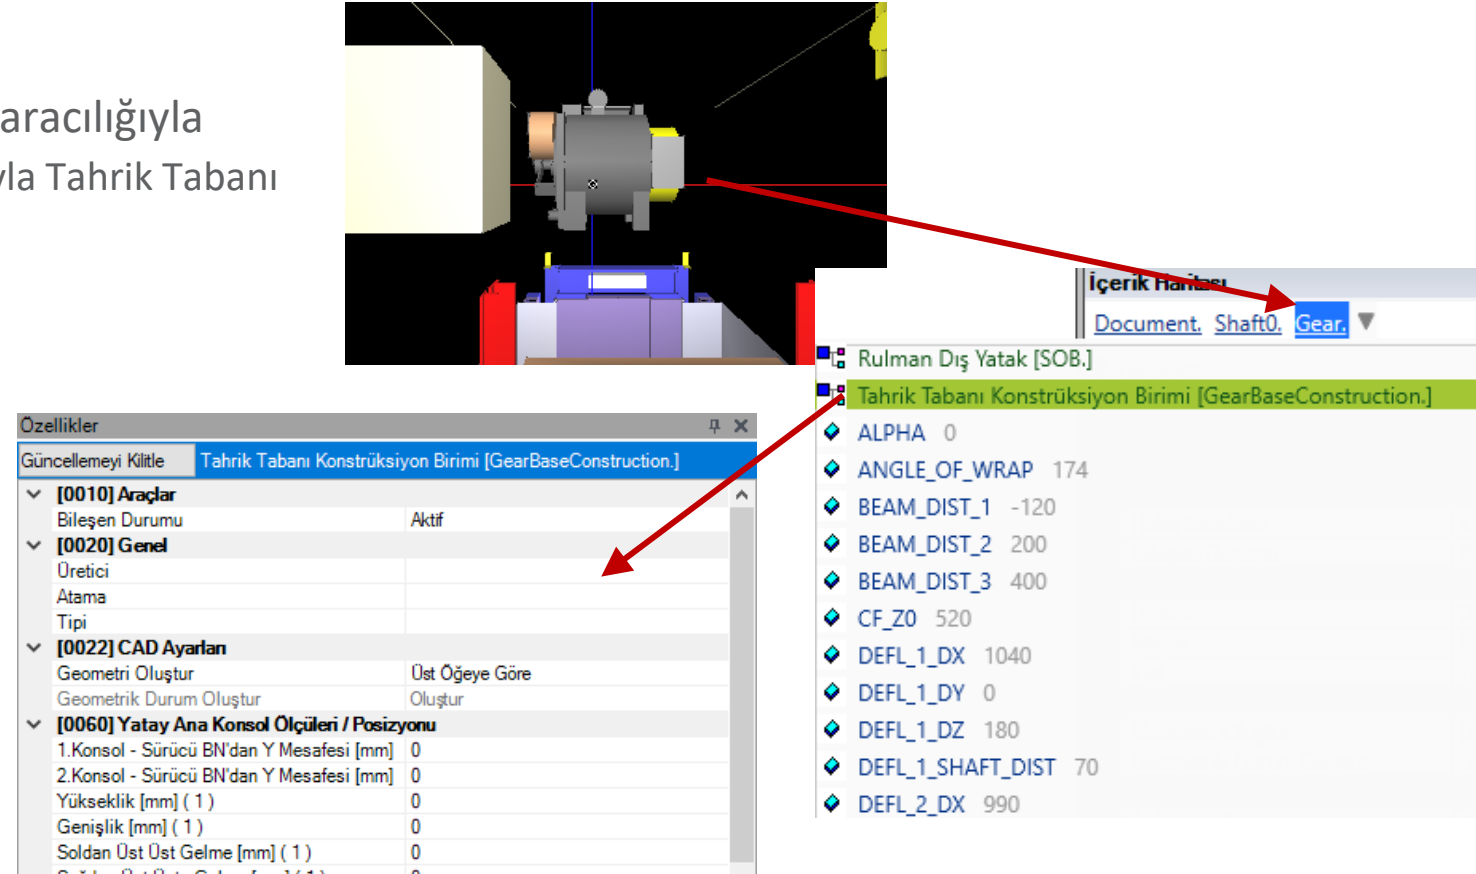 aracılığıyla
yla Tahrik Tabanı
İçerik Haritası
Document. Shaft0. Gear.
Rulman Dış Yatak [SOB.]
Tahrik Tabanı Konstrüksiyon Birimi [GearBaseConstruction.]
ALPHA 0
ANGLE_OF_WRAP 174
BEAM_DIST_1 -120
BEAM_DIST_2 200
BEAM_DIST_3 400
CF_Z0 520
DEFL_1_DX 1040
DEFL_1_DY 0
DEFL_1_DZ 180
DEFL_1_SHAFT_DIST 70
DEFL_2_DX 990
Özellikler
Güncellemeyi Kilitle Tahrik Tabanı Konstrüksiyon Birimi [GearBaseConstruction.]
[0010] Araçlar
Bileşen Durumu Aktif
[0020] Genel
Üretici
Atama
Tipi
[0022] CAD Ayarları
Geometri Oluştur Üst Öğeye Göre
Geometrik Durum Oluştur Oluştur
[0060] Yatay Ana Konsol Ölçüleri / Posizyonu
1.Konsol - Sürücü BN'dan Y Mesafesi [mm] 0
2.Konsol - Sürücü BN'dan Y Mesafesi [mm] 0
Yükseklik [mm] ( 1 ) 0
Genişlik [mm] ( 1 ) 0
Soldan Üst Üst Gelme [mm] ( 1 ) 0